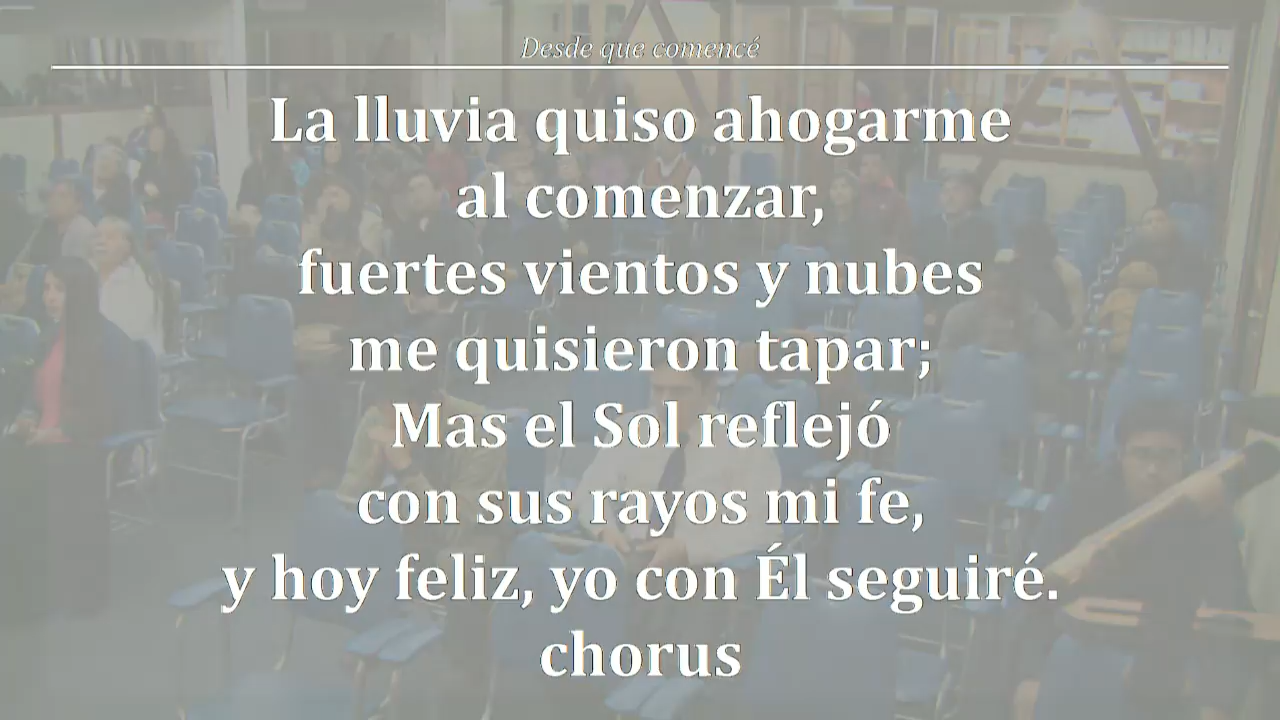 Desde que comencé
La lluvia quiso ahogarme
al comenzar,
fuertes vientos y nubes
me quisieron tapar;
Mas el Sol reflejó
con sus rayos mi fe,
y hoy feliz, yo con Él seguiré.
chorus